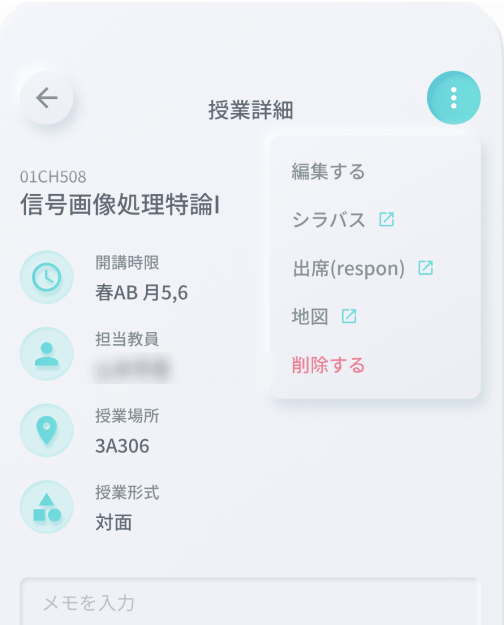 授業詳細
編集する
シラバス
出席(respon)
地図
削除する
01CH508
信号画像処理特論I
開講時限
春AB 月5,6
担当教員
授業場所
3A306
授業形式
対面
メモを入力